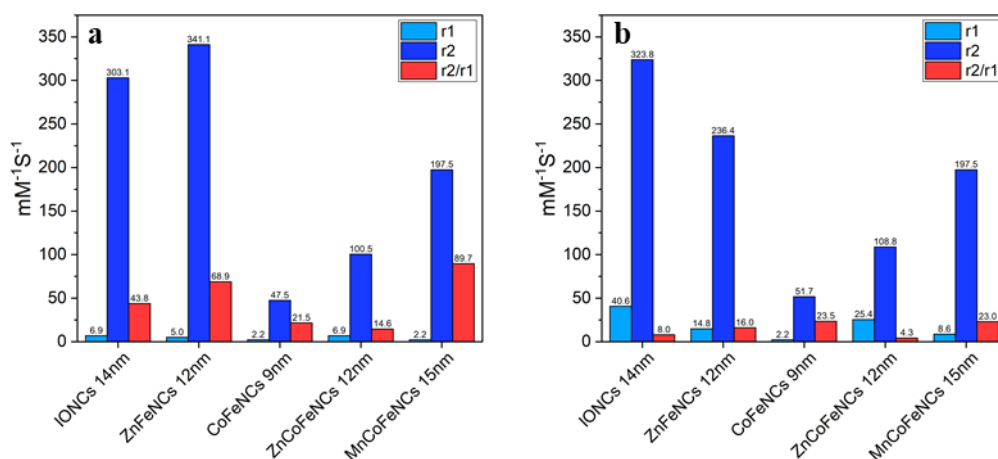 a
r1
r2
r2/r1
mM⁻¹S⁻¹
350
300
250
200
150
100
50
0
6.9
303.1
43.8
5.0
341.1
68.9
2.2
47.5
21.5
6.9
100.5
14.6
2.2
197.5
89.7
IONCs 14nm
ZnFeNCs 12nm
CoFeNCs 9nm
ZnCoFeNCs 12nm
MnCoFeNCs 15nm
b
r1
r2
r2/r1
mM⁻¹S⁻¹
350
300
250
200
150
100
50
0
40.6
323.8
8.0
14.8
236.4
16.0
2.2
51.7
23.5
25.4
108.8
4.3
8.6
197.5
23.0
IONCs 14nm
ZnFeNCs 12nm
CoFeNCs 9nm
ZnCoFeNCs 12nm
MnCoFeNCs 15nm